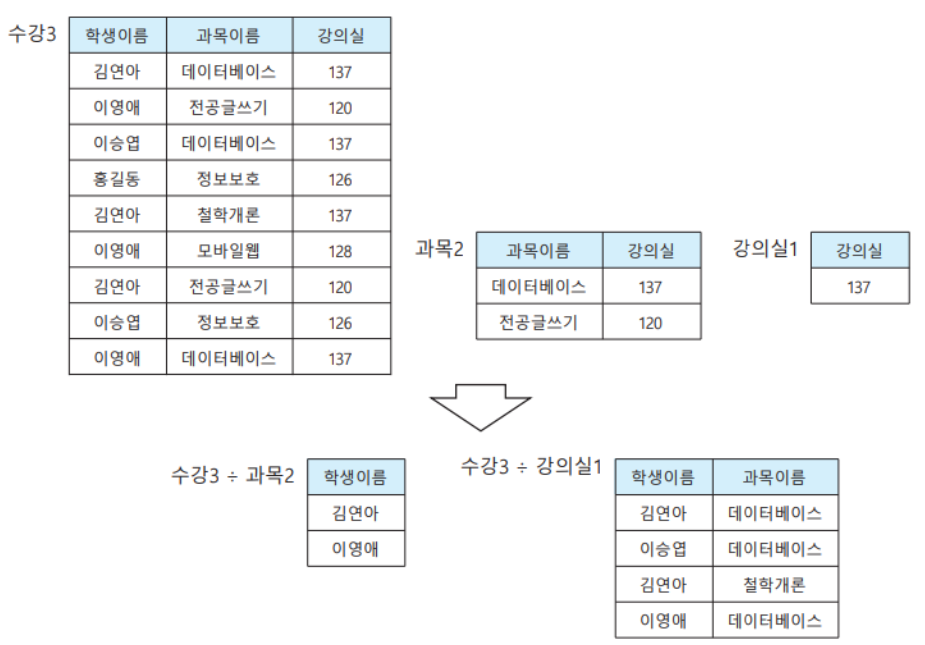 수강3
학생이름 과목이름 강의실
김연아 데이터베이스 137
이영애 전공글쓰기 120
이승엽 데이터베이스 137
홍길동 정보보호 126
김연아 철학개론 137
이영애 모바일웹 128
김연아 전공글쓰기 120
이승엽 정보보호 126
이영애 데이터베이스 137
과목2
과목이름 강의실
데이터베이스 137
전공글쓰기 120
강의실1
강의실
137
수강3 ÷ 과목2
학생이름
김연아
이영애
수강3 ÷ 강의실1
학생이름 과목이름
김연아 데이터베이스
이승엽 데이터베이스
김연아 철학개론
이영애 데이터베이스